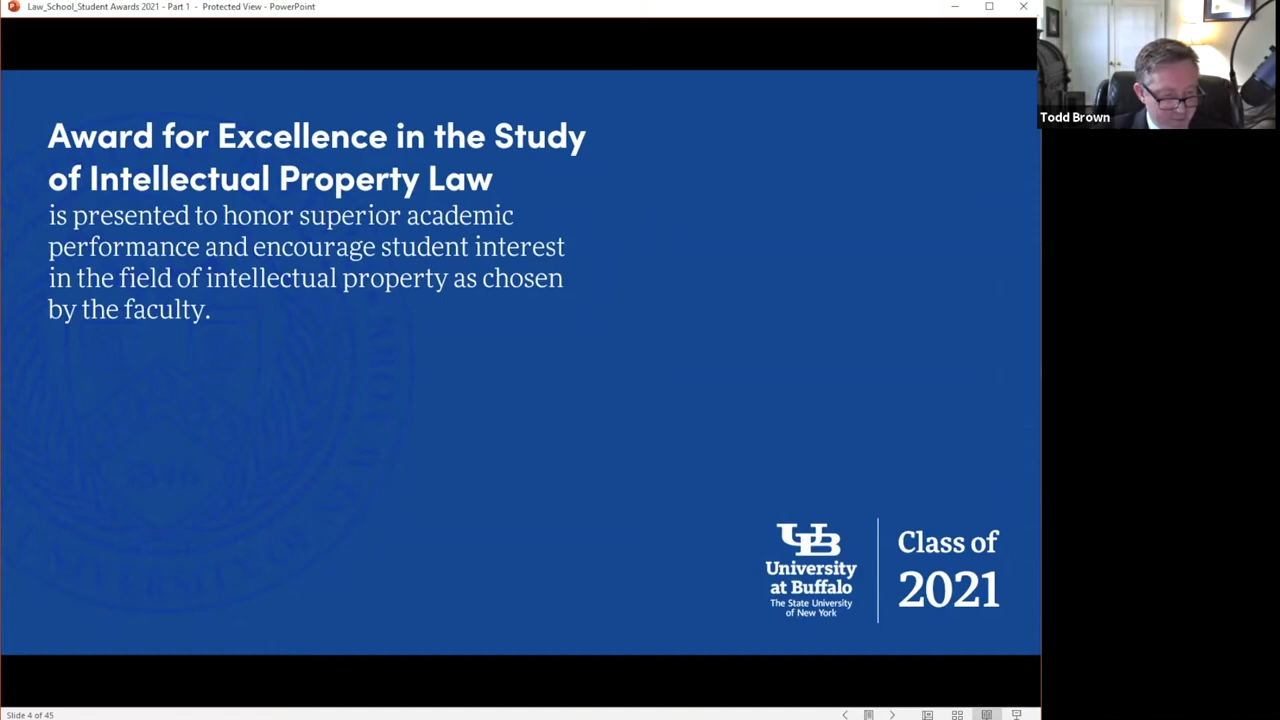 Law_School_Student Awards 2021 - Part 1 - Protected View - PowerPoint
Todd Brown
Award for Excellence in the Study
of Intellectual Property Law
is presented to honor superior academic
performance and encourage student interest
in the field of intellectual property as chosen
by the faculty.
UB
University
at Buffalo
The State University
of New York
Class of
2021
Slide 4 of 45